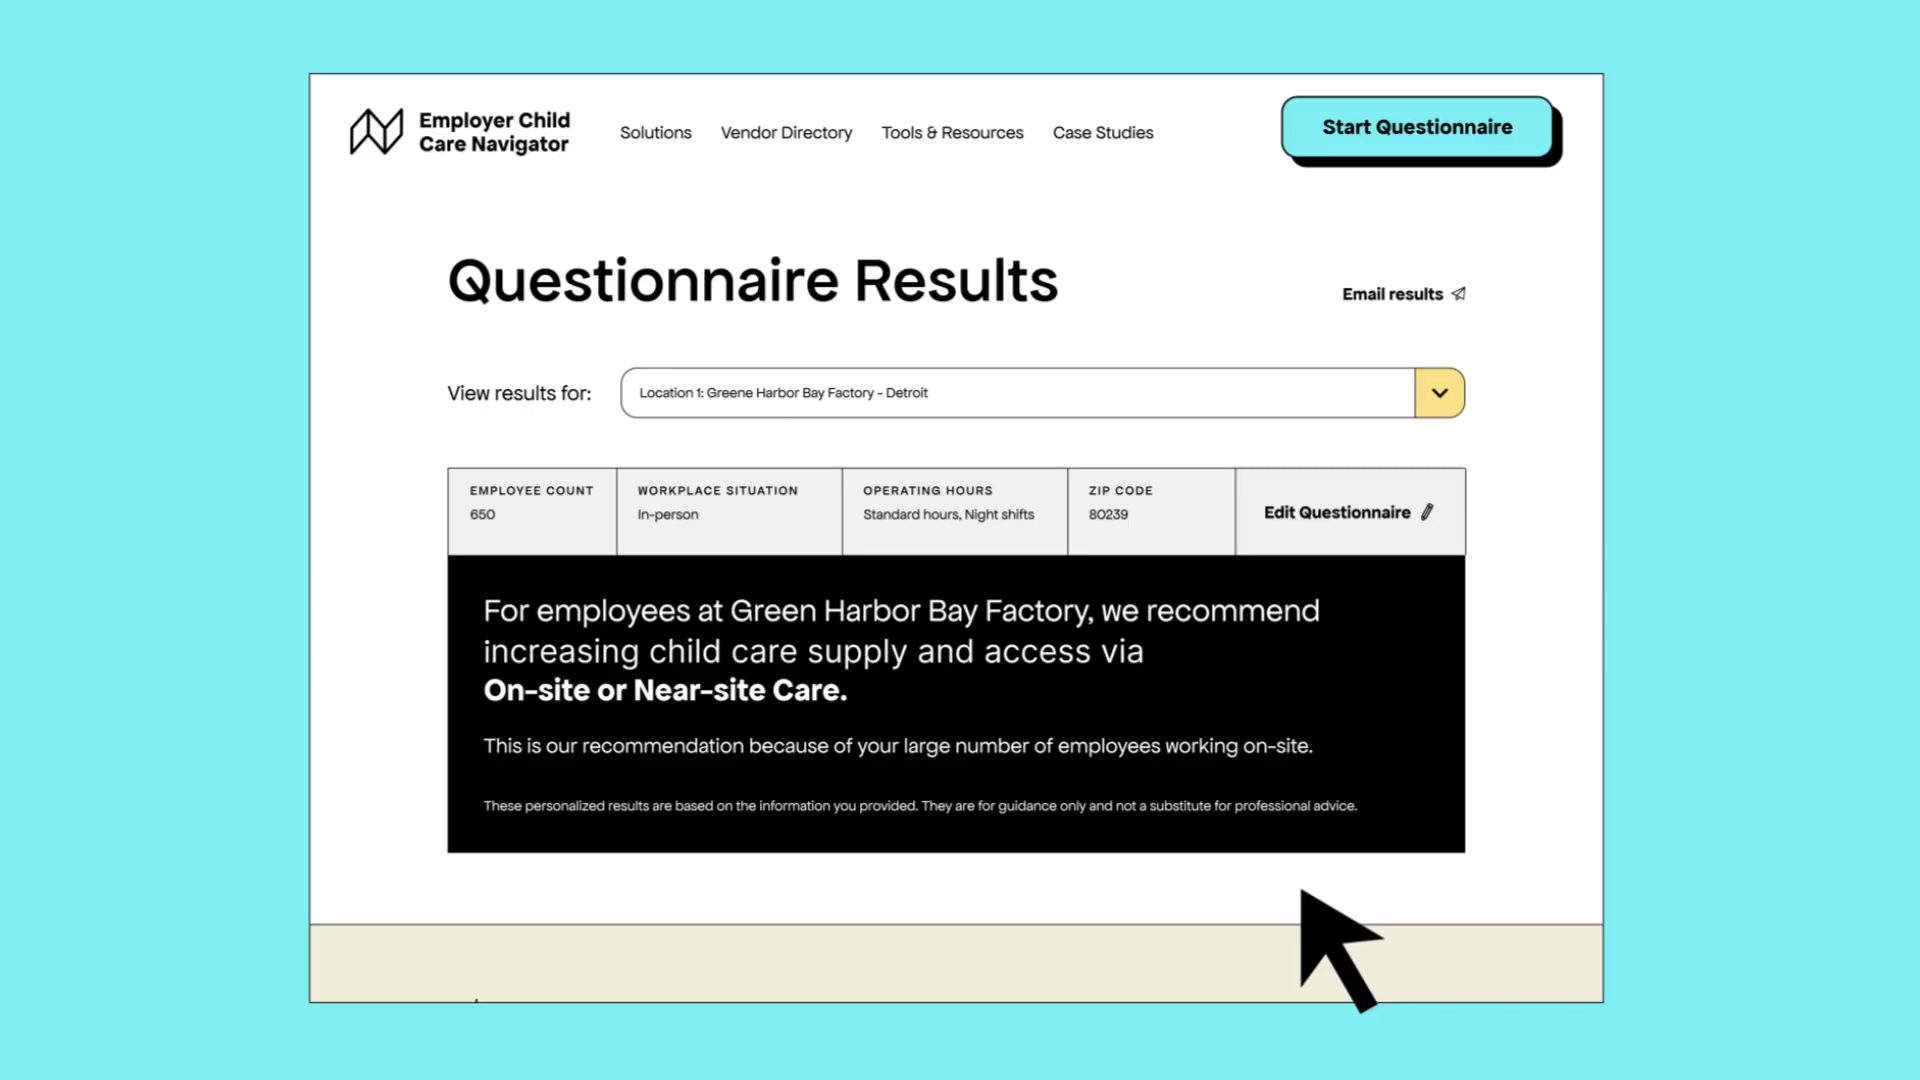 Employer Child
Care Navigator
Solutions
Vendor Directory
Tools & Resources
Case Studies
Start Questionnaire
Questionnaire Results
Email results
View results for:
Location 1: Greene Harbor Bay Factory - Detroit
EMPLOYEE COUNT
650
WORKPLACE SITUATION
In-person
OPERATING HOURS
Standard hours, Night shifts
ZIP CODE
80239
Edit Questionnaire
For employees at Green Harbor Bay Factory, we recommend
increasing child care supply and access via
On-site or Near-site Care.
This is our recommendation because of your large number of employees working on-site.
These personalized results are based on the information you provided. They are for guidance only and not a substitute for professional advice.